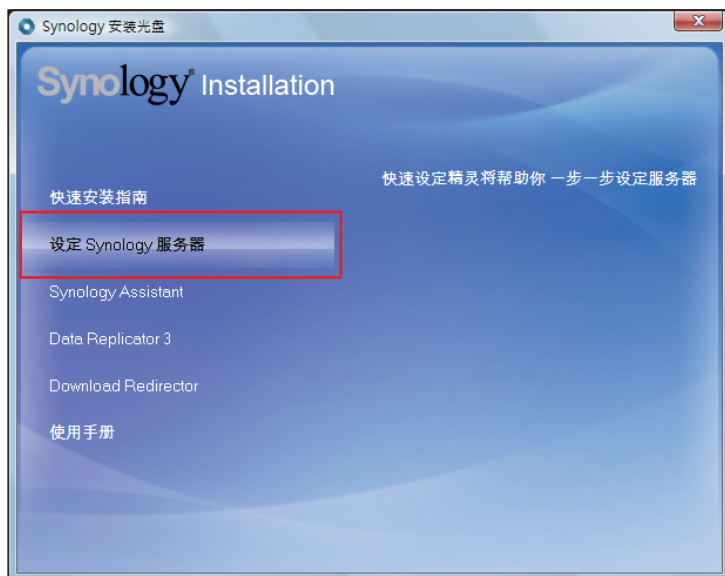 Synology 安装光盘
Synology® Installation
快速设定精灵将帮助你 一步一步设定服务器
快速安装指南
设定 Synology 服务器
Synology Assistant
Data Replicator 3
Download Redirector
使用手册